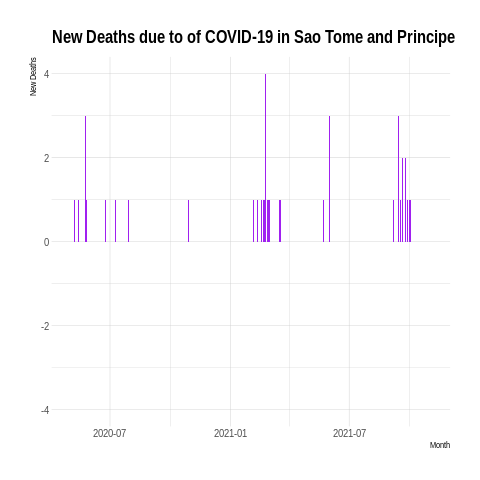 New Deaths due to of COVID-19 in Sao Tome and Principe
New Deaths
4
2
0
-2
-4
2020-07
2021-01
2021-07
Month